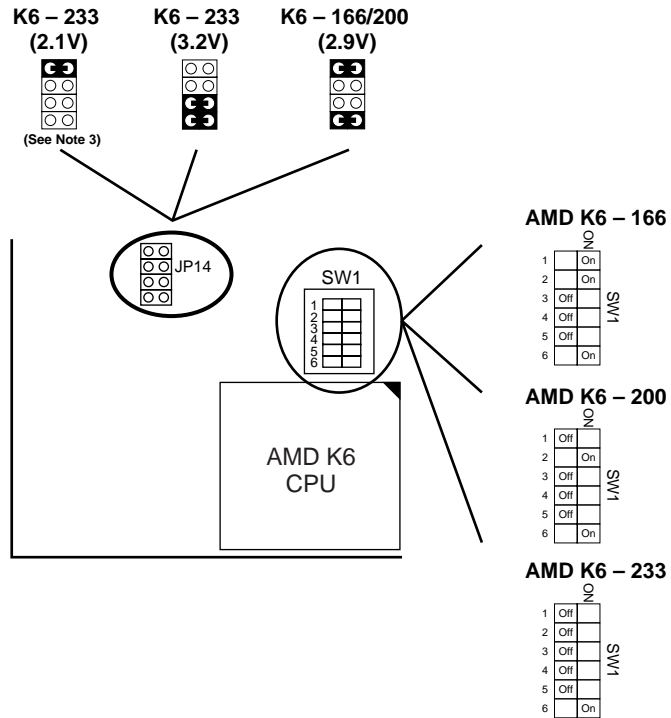 K6 – 233
(2.1V)
(See Note 3)
K6 – 233
(3.2V)
K6 – 166/200
(2.9V)
JP14
SW1
1
2
3
4
5
6
AMD K6
CPU
AMD K6 – 166
ON
1 On
2 On
3 Off
4 Off
5 Off
6 On
SW1
AMD K6 – 200
ON
1 Off
2 On
3 Off
4 Off
5 Off
6 On
SW1
AMD K6 – 233
ON
1 Off
2 Off
3 Off
4 Off
5 Off
6 On
SW1